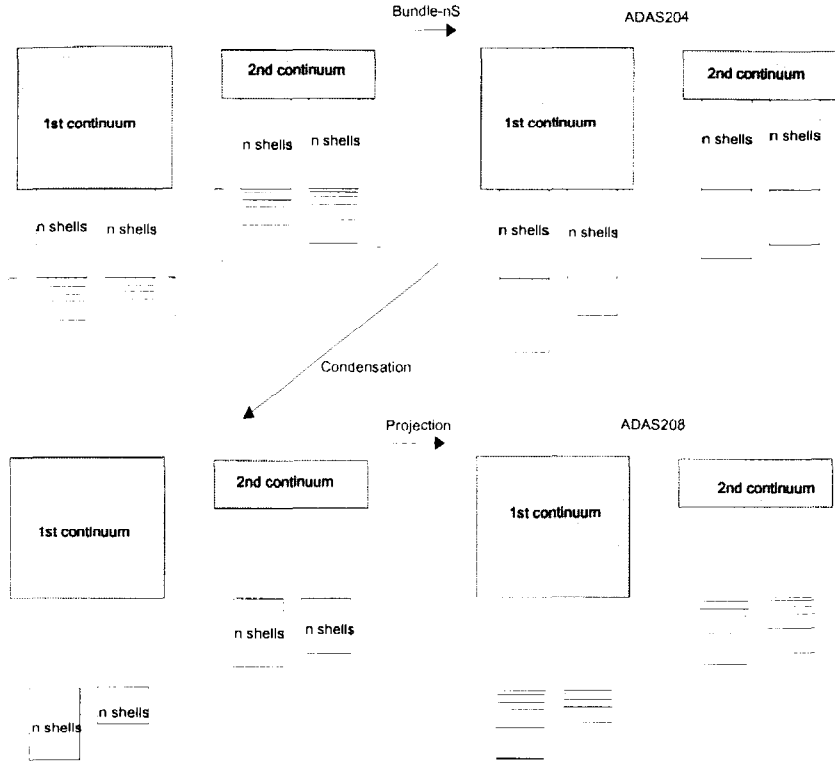 Bundle-nS
ADAS204
2nd continuum
2nd continuum
1st continuum
1st continuum
n shells
n shells
n shells
n shells
n shells
n shells
n shells
n shells
Condensation
Projection
ADAS208
2nd continuum
2nd continuum
1st continuum
1st continuum
n shells
n shells
n shells
n shells